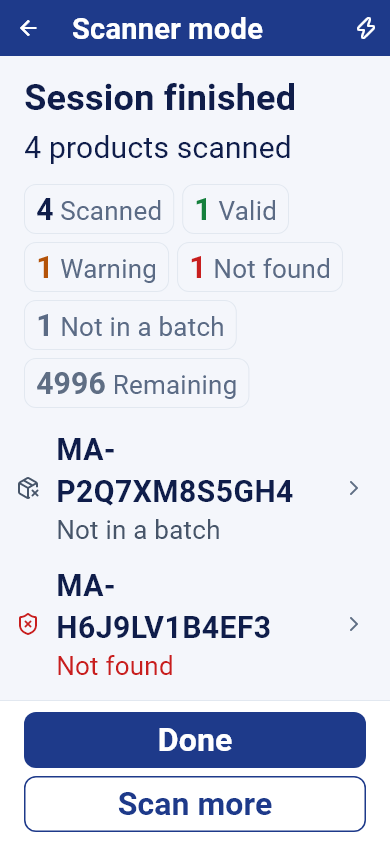 Scanner mode
Session finished
4 products scanned
4 Scanned
1 Valid
1 Warning
1 Not found
1 Not in a batch
4996 Remaining
MA-
P2Q7XM8S5GH4
Not in a batch
MA-
H6J9LV1B4EF3
Not found
Done
Scan more